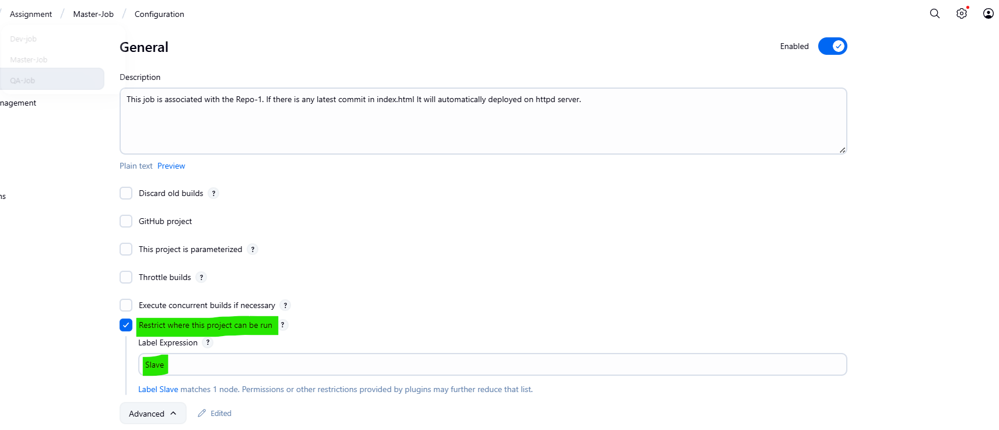 Assignment / Master-Job / Configuration
Dev-job
Master-Job
QA-Job
nagement
ns
General
Enabled
Description
This job is associated with the Repo-1. If there is any latest commit in index.html It will automatically deployed on httpd server.
Plain text Preview
Discard old builds ?
GitHub project
This project is parameterized ?
Throttle builds ?
Execute concurrent builds if necessary ?
Restrict where this project can be run ?
Label Expression ?
Slave
Label Slave matches 1 node. Permissions or other restrictions provided by plugins may further reduce that list.
Advanced Edited